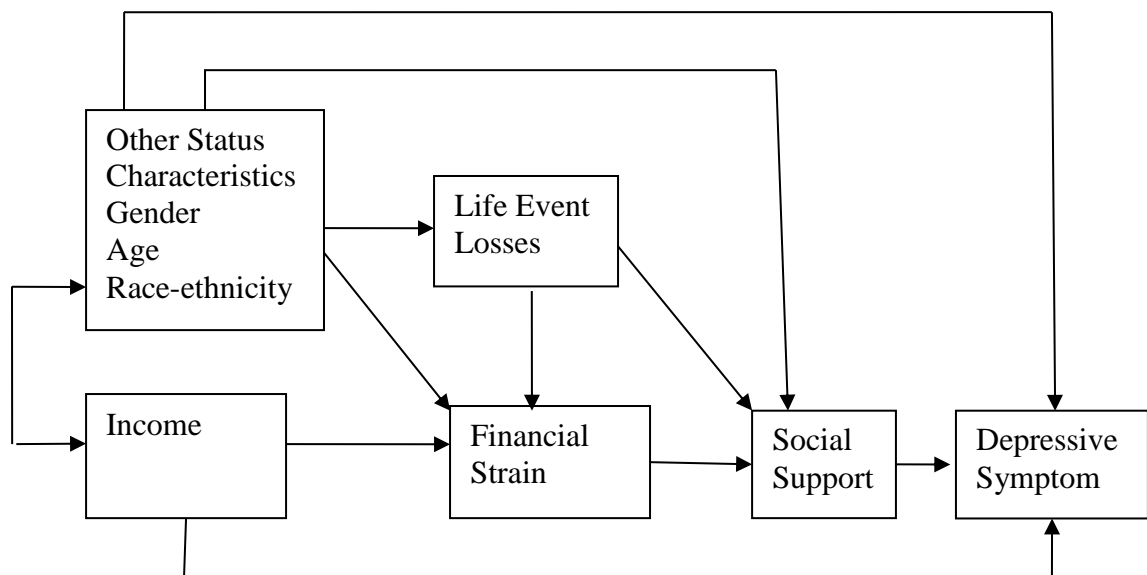 Other Status
Characteristics
Gender
Age
Race-ethnicity
Life Event
Losses
Income
Financial
Strain
Social
Support
Depressive
Symptom